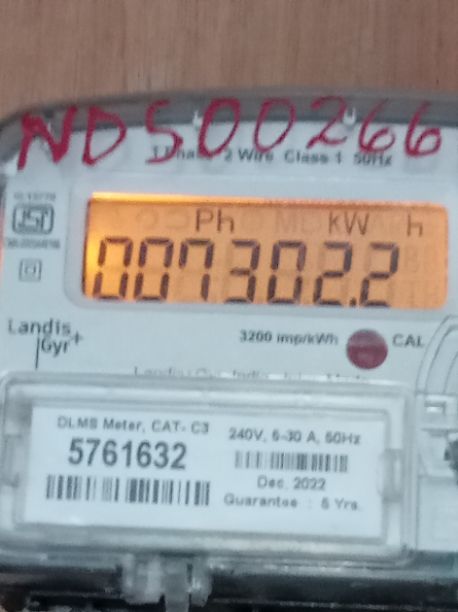 NDS00266
1 Phase 2 Wire Class 1 50Hz
ISI
Ph kW h
007302.2
Landis
Gyr+
3200 imp/kWh CAL
DLMS Meter, CAT- C3
5761632
240V, 5-30 A, 50Hz
Dec. 2022
Guarantee : 5 Yrs.